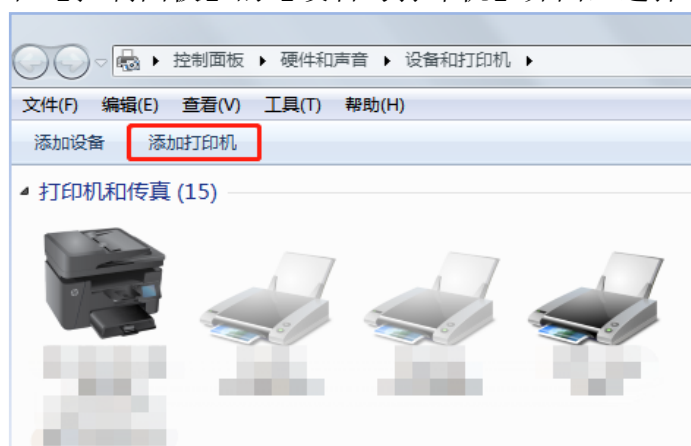 控制面板 ▸ 硬件和声音 ▸ 设备和打印机 ▸
文件(F) 编辑(E) 查看(V) 工具(T) 帮助(H)
添加设备 添加打印机
打印机和传真 (15)